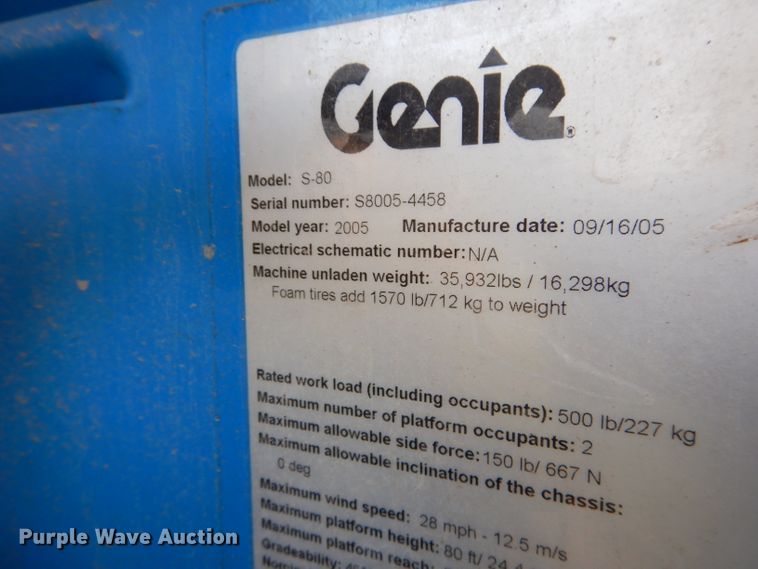 Genie
Model: S-80
Serial number: S8005-4458
Model year: 2005 Manufacture date: 09/16/05
Electrical schematic number: N/A
Machine unladen weight: 35,932lbs / 16,298kg
Foam tires add 1570 lb/712 kg to weight
Rated work load (including occupants): 500 lb/227 kg
Maximum number of platform occupants: 2
Maximum allowable side force: 150 lb/ 667 N
Maximum allowable inclination of the chassis:
0 deg
Maximum wind speed: 28 mph - 12.5 m/s
Maximum platform height: 80 ft/ 24.4
Maximum platform reach:
Gradeability:
Purple Wave Auction